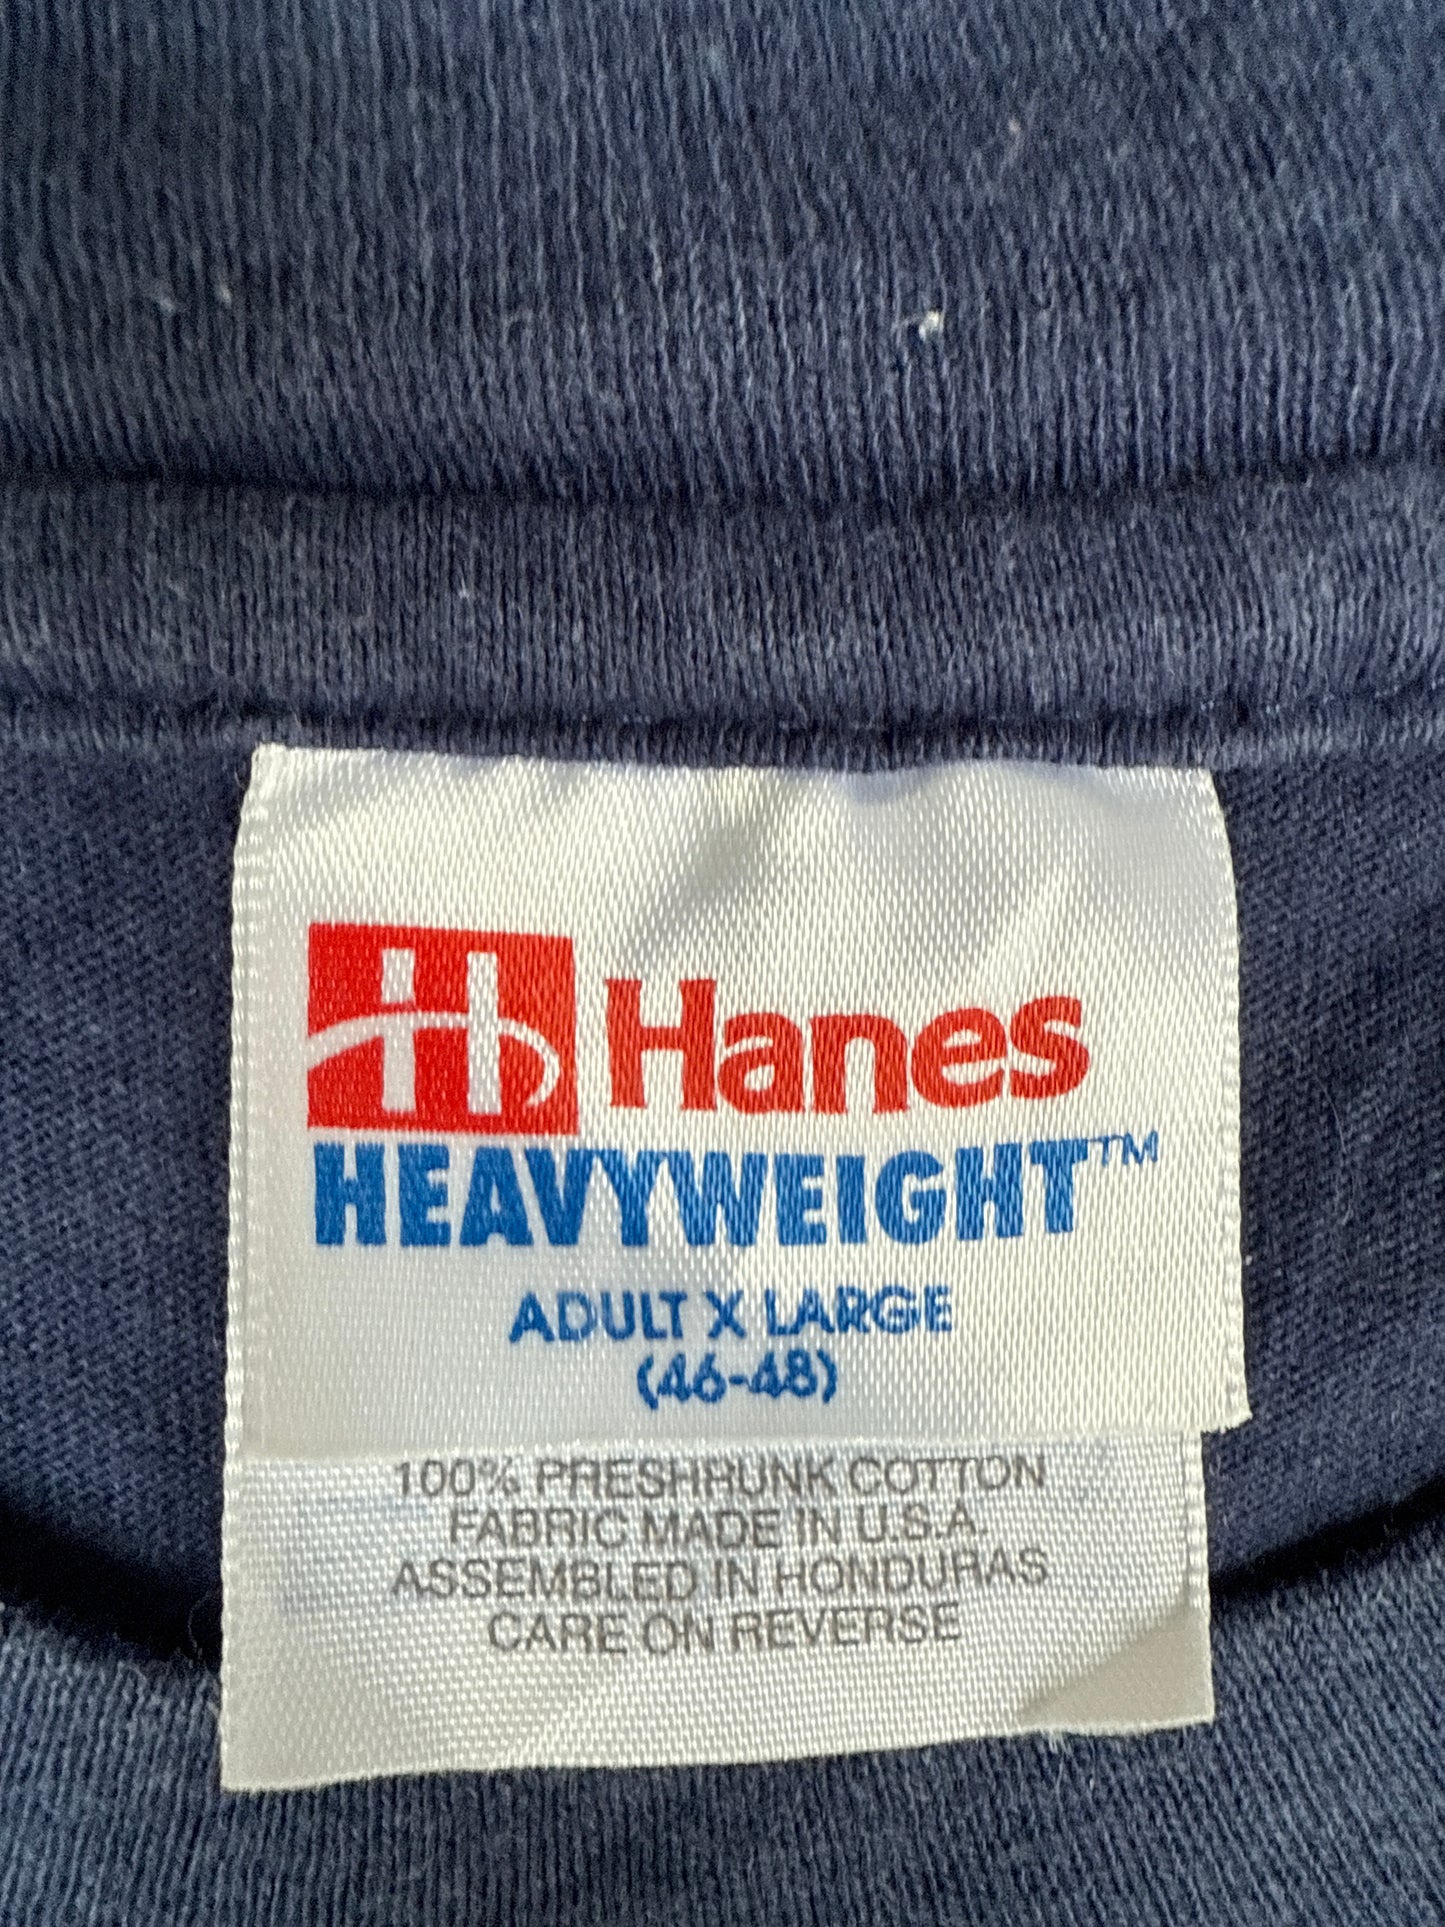 Hanes
HEAVYWEIGHT™
ADULT X LARGE
(46-48)
100% PRESHRUNK COTTON
FABRIC MADE IN U.S.A.
ASSEMBLED IN HONDURAS
CARE ON REVERSE